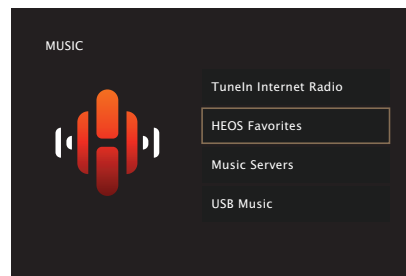 MUSIC
TuneIn Internet Radio
HEOS Favorites
Music Servers
USB Music